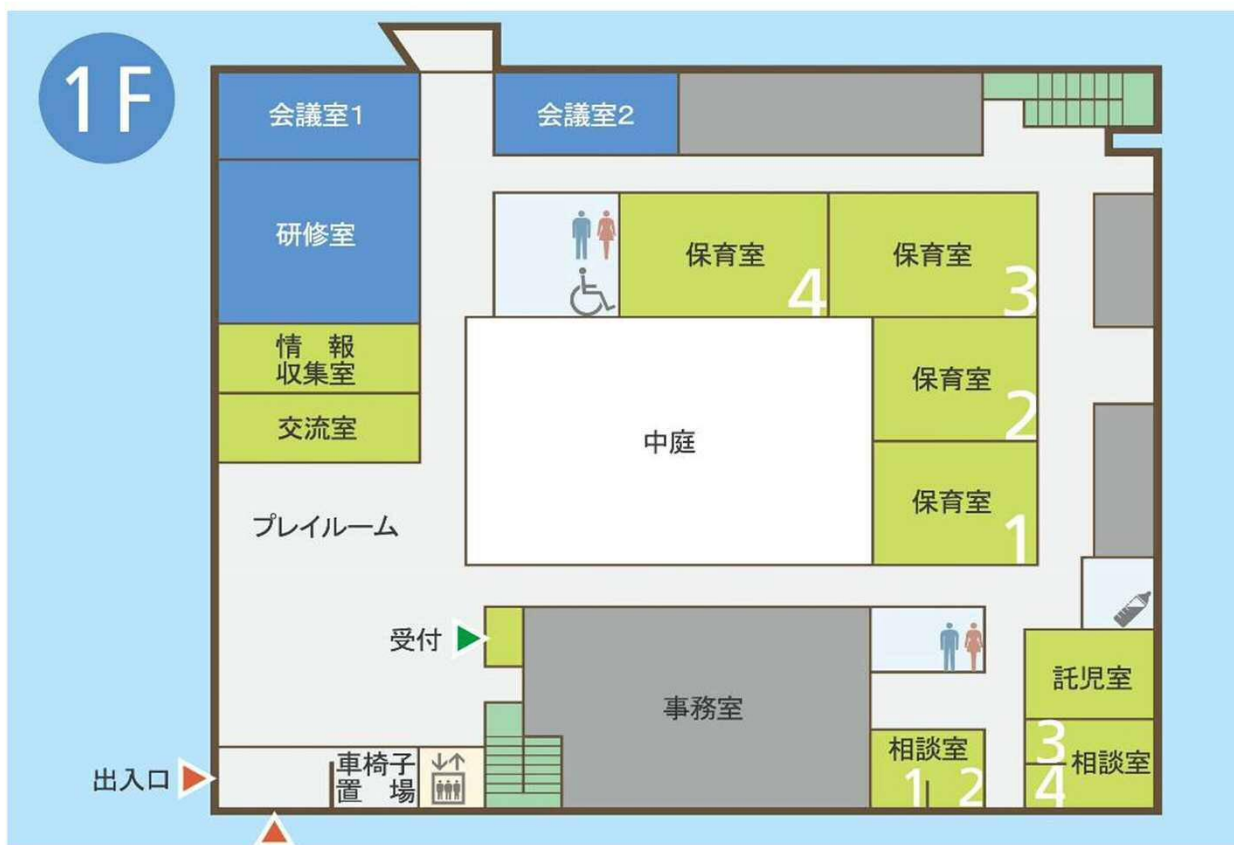 1F
会議室1
会議室2
研修室
保育室
4
保育室
3
情 報
収集室
保育室
2
交流室
中庭
保育室
1
プレイルーム
受付
託児室
事務室
相談室
1 2
3
相談室
4
車椅子
置 場
出入口